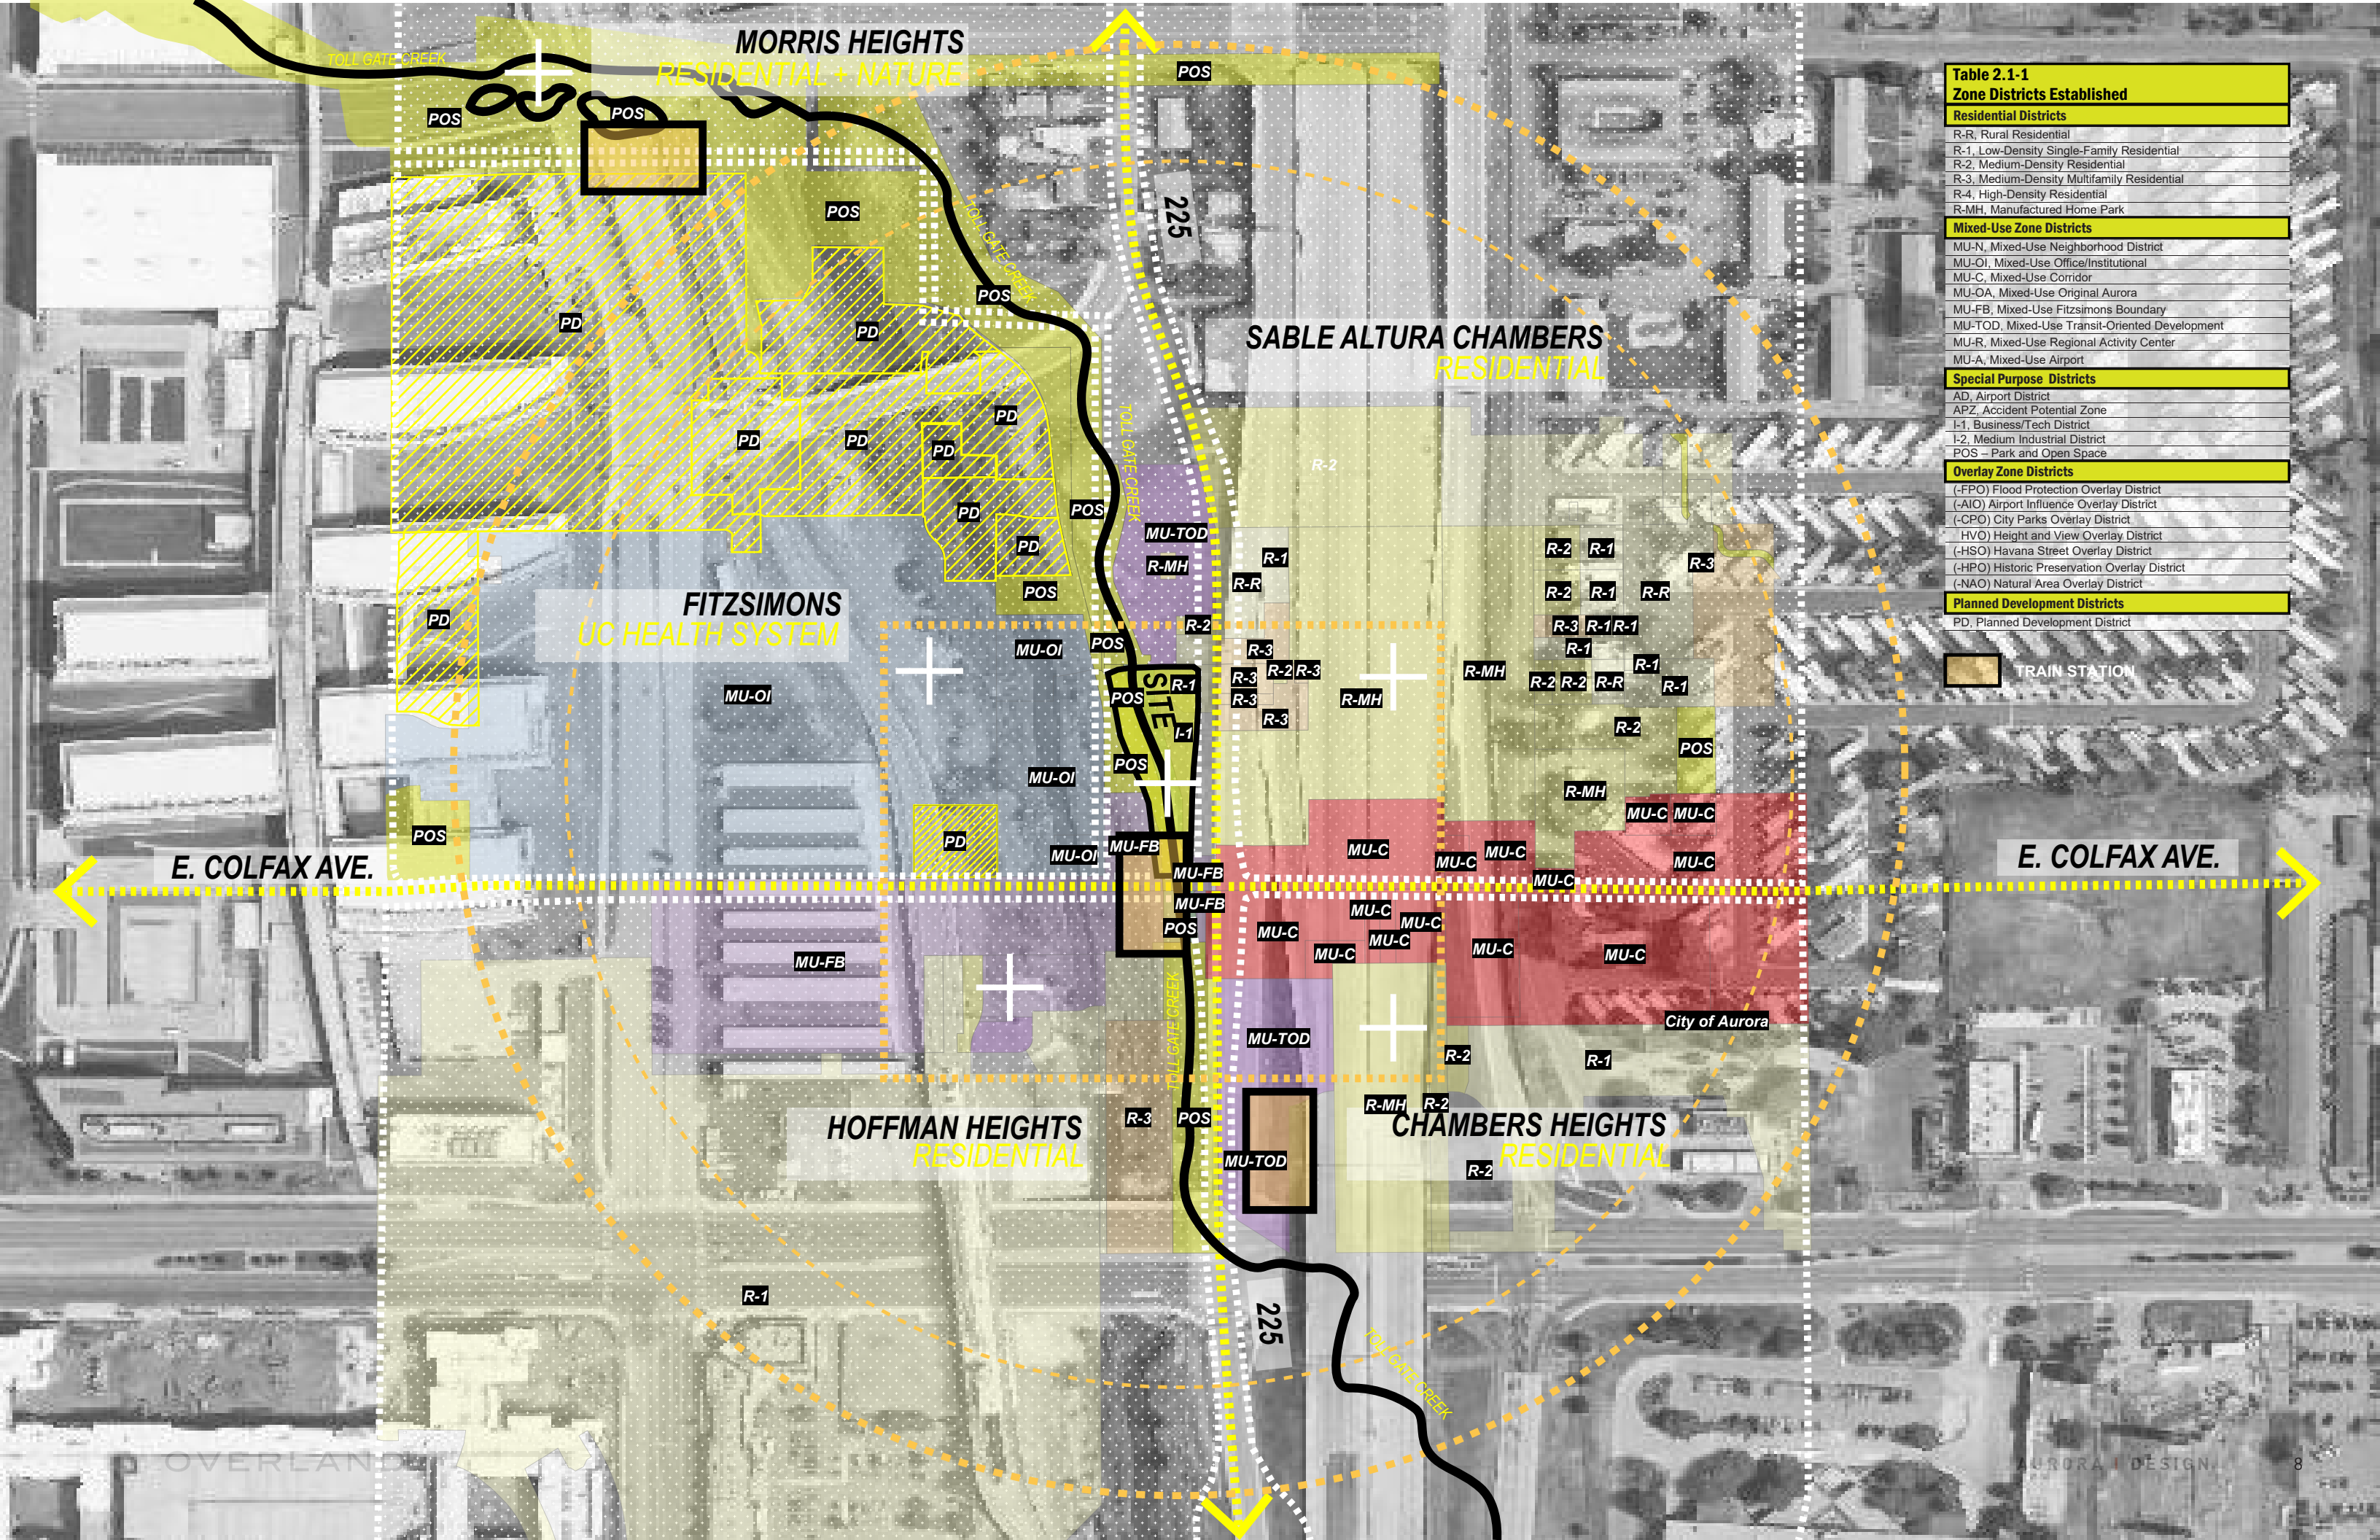 MORRIS HEIGHTS
RESIDENTIAL + NATURE
TOLL GATE CREEK
POS
POS
POS
225
POS
TOLL GATE CREEK
POS
PD
PD
SABLE ALTURA CHAMBERS
RESIDENTIAL
PD
PD
PD
PD
PD
PD
TOLL GATE CREEK
POS
R-2
MU-TOD
R-MH
R-1
R-R
R-2
R-1
R-3
R-2
R-1
R-R
R-3
R-1
R-1
R-1
R-1
R-2
R-2
R-R
R-1
PD
FITZSIMONS
UC HEALTH SYSTEM
POS
R-2
MU-OI
POS
R-3
R-3
R-2
R-3
R-3
R-3
R-MH
R-MH
MU-OI
SITE
POS
R-1
I-1
POS
R-2
POS
MU-OI
R-MH
MU-C
MU-C
POS
PD
MU-OI
MU-FB
MU-C
MU-C
MU-C
MU-C
E. COLFAX AVE.
MU-FB
MU-C
E. COLFAX AVE.
MU-FB
POS
MU-C
MU-C
MU-C
MU-C
MU-C
MU-C
MU-C
MU-FB
TOLL GATE CREEK
City of Aurora
MU-TOD
R-2
R-1
HOFFMAN HEIGHTS
RESIDENTIAL
R-3
POS
R-MH
R-2
CHAMBERS HEIGHTS
RESIDENTIAL
MU-TOD
R-2
R-1
225
TOLL GATE CREEK
Table 2.1-1
Zone Districts Established
Residential Districts
R-R, Rural Residential
R-1, Low-Density Single-Family Residential
R-2, Medium-Density Residential
R-3, Medium-Density Multifamily Residential
R-4, High-Density Residential
R-MH, Manufactured Home Park
Mixed-Use Zone Districts
MU-N, Mixed-Use Neighborhood District
MU-OI, Mixed-Use Office/Institutional
MU-C, Mixed-Use Corridor
MU-OA, Mixed-Use Original Aurora
MU-FB, Mixed-Use Fitzsimons Boundary
MU-TOD, Mixed-Use Transit-Oriented Development
MU-R, Mixed-Use Regional Activity Center
MU-A, Mixed-Use Airport
Special Purpose Districts
AD, Airport District
APZ, Accident Potential Zone
I-1, Business/Tech District
I-2, Medium Industrial District
POS – Park and Open Space
Overlay Zone Districts
(-FPO) Flood Protection Overlay District
(-AIO) Airport Influence Overlay District
(-CPO) City Parks Overlay District
HVO) Height and View Overlay District
(-HSO) Havana Street Overlay District
(-HPO) Historic Preservation Overlay District
(-NAO) Natural Area Overlay District
Planned Development Districts
PD, Planned Development District
TRAIN STATION
OVERLAND
AURORA | DESIGN
8